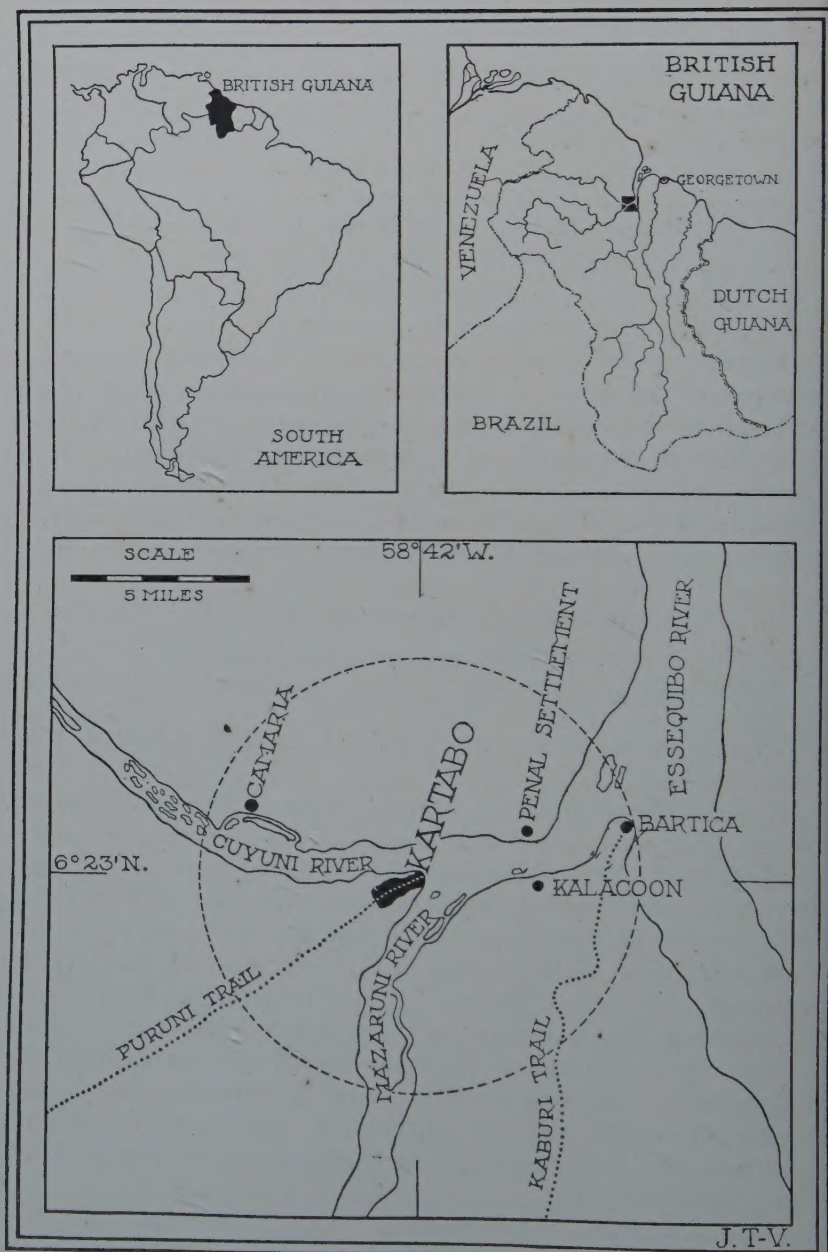 BRITISH GUIANA
SOUTH
AMERICA
BRITISH
GUIANA
GEORGETOWN
VENEZUELA
DUTCH
GUIANA
BRAZIL
SCALE
5 MILES
58°42'W.
PENAL SETTLEMENT
ESSEQUIBO RIVER
CAMARIA
KARTABO
BARTICA
CUYUNI RIVER
6°23'N.
KALACOON
MAZARUNI RIVER
PURUNI TRAIL
KABURI TRAIL
J. T-V.